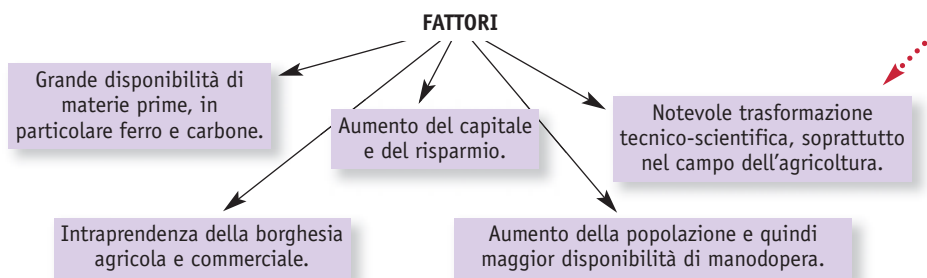 FATTORI
Grande disponibilità di
materie prime, in
particolare ferro e carbone.
Aumento del capitale
e del risparmio.
Notevole trasformazione
tecnico-scientifica, soprattutto
nel campo dell’agricoltura.
Intraprendenza della borghesia
agricola e commerciale.
Aumento della popolazione e quindi
maggior disponibilità di manodopera.